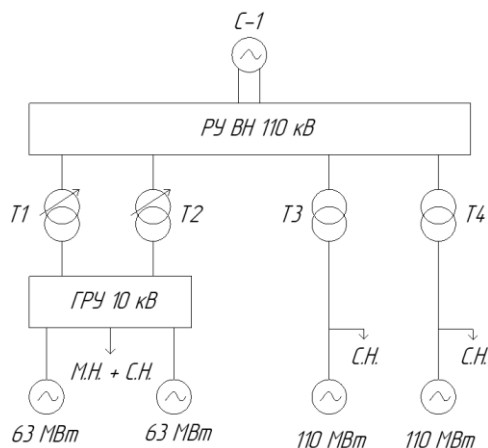 С-1
РУ ВН 110 кВ
Т1
Т2
Т3
Т4
ГРУ 10 кВ
М.Н. + С.Н.
С.Н.
С.Н.
63 МВт
63 МВт
110 МВт
110 МВт